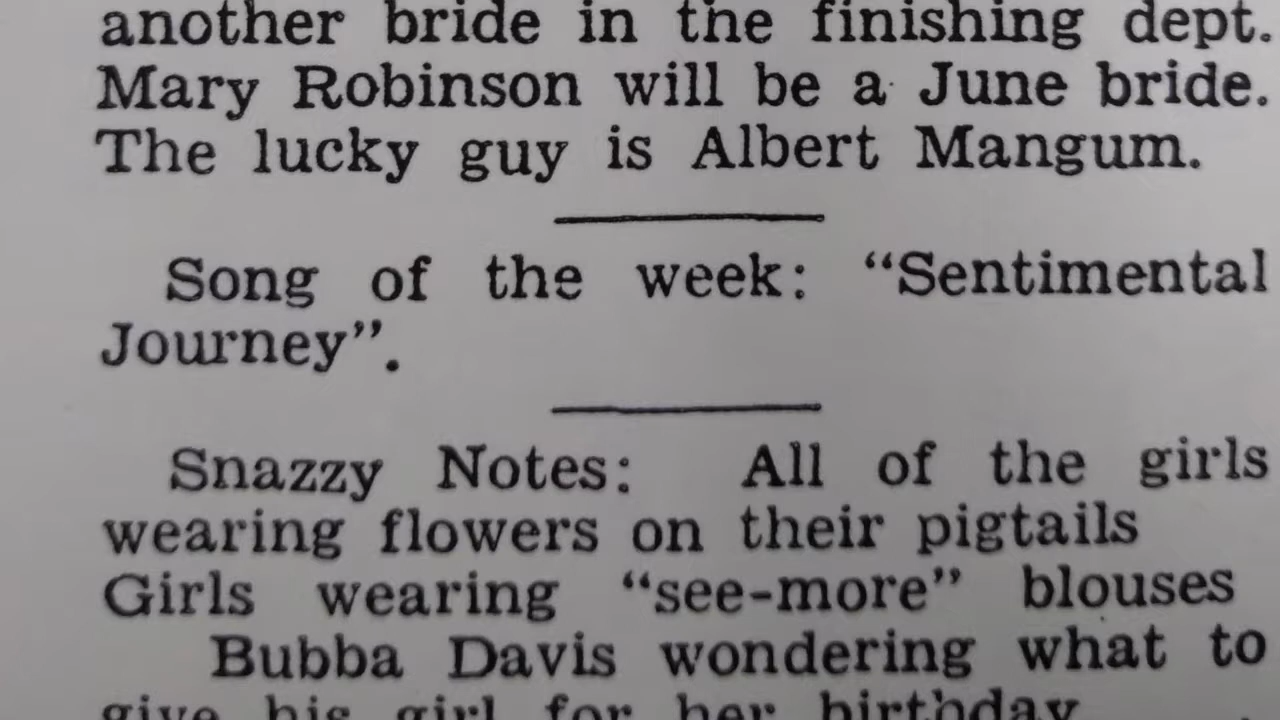 another bride in the finishing dept.
Mary Robinson will be a June bride.
The lucky guy is Albert Mangum.
Song of the week: “Sentimental
Journey”.
Snazzy Notes: All of the girls
wearing flowers on their pigtails
Girls wearing “see-more” blouses
Bubba Davis wondering what to
give his girl for her birthday